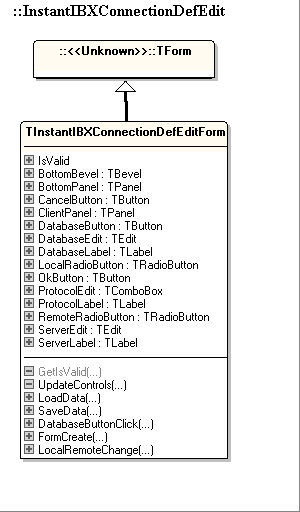 ::InstantIBXConnectionDefEdit
::<<Unknown>>::TForm
TInstantIBXConnectionDefEditForm
IsValid
BottomBevel : TBevel
BottomPanel : TPanel
CancelButton : TButton
ClientPanel : TPanel
DatabaseButton : TButton
DatabaseEdit : TEdit
DatabaseLabel : TLabel
LocalRadioButton : TRadioButton
OkButton : TButton
ProtocolEdit : TComboBox
ProtocolLabel : TLabel
RemoteRadioButton : TRadioButton
ServerEdit : TEdit
ServerLabel : TLabel
GetIsValid(...)
UpdateControls(...)
LoadData(...)
SaveData(...)
DatabaseButtonClick(...)
FormCreate(...)
LocalRemoteChange(...)